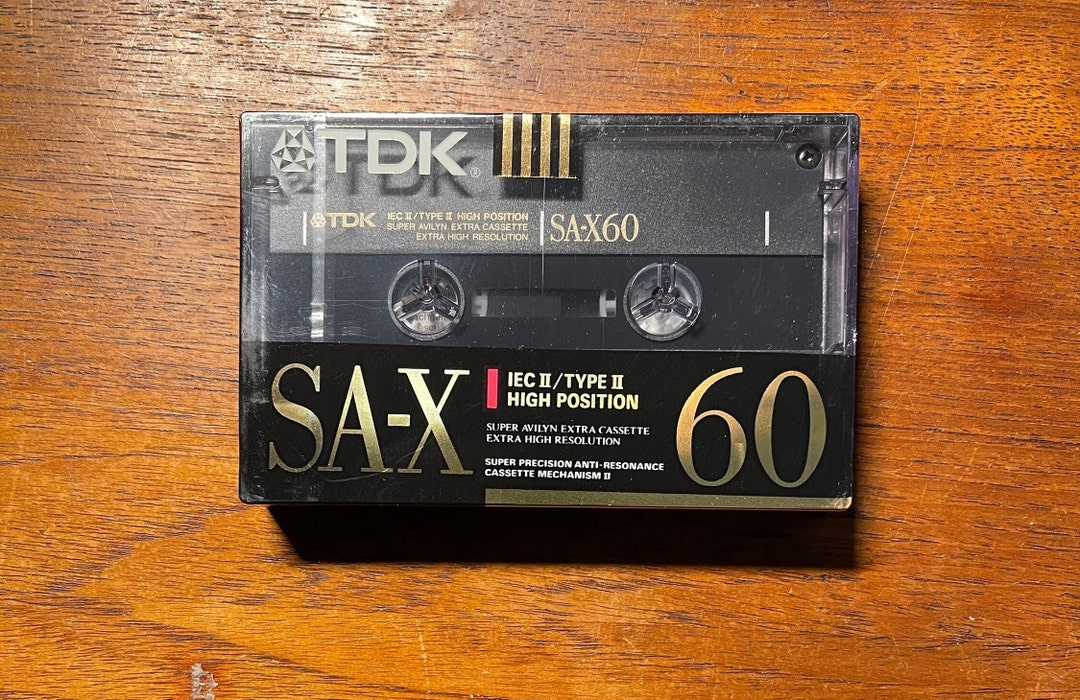 TDK®
TDK
IEC II/TYPE II HIGH POSITION
SUPER AVILYN EXTRA CASSETTE
EXTRA HIGH RESOLUTION
SA-X60
SA-X
IEC II/TYPE II
HIGH POSITION
SUPER AVILYN EXTRA CASSETTE
EXTRA HIGH RESOLUTION
SUPER PRECISION ANTI-RESONANCE
CASSETTE MECHANISM II
60